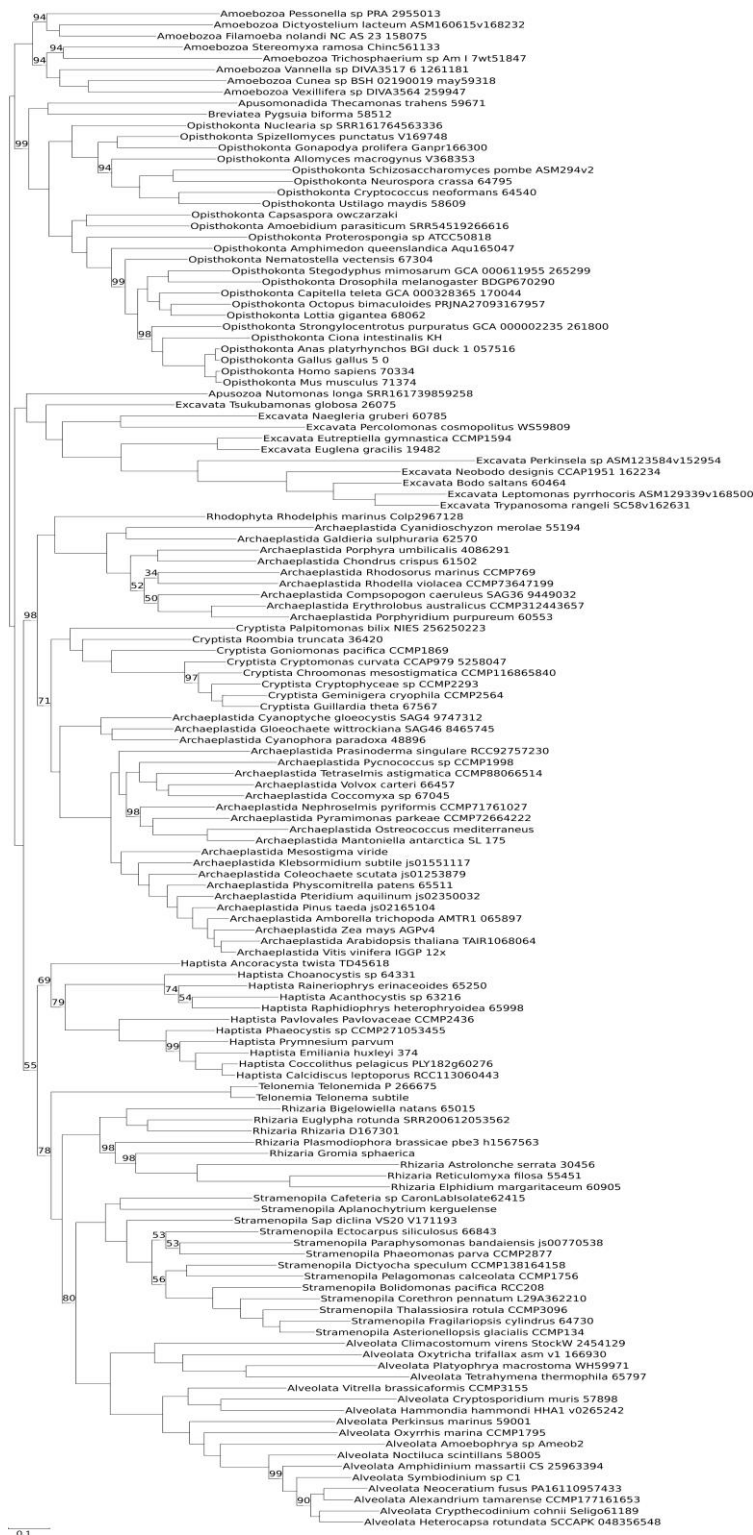 Amoebozoa Pessonella sp PRA 2955013
94
Amoebozoa Dictyostelium lacteum ASM160615v168232
Amoebozoa Filamoeba nolandi NC AS 23 158075
94
Amoebozoa Stereomyxa ramosa Chinc561133
94
Amoebozoa Trichosphaerium sp Am I 7wt51847
Amoebozoa Vannella sp DIVA3517 6 1261181
Amoebozoa Cunea sp BSH 02190019 may59318
Amoebozoa Vexillifera sp DIVA3564 259947
Apusomonadida Thecamonas trahens 59671
Breviatea Pygsuia biforma 58512
Opisthokonta Nuclearia sp SRR161764563336
Opisthokonta Spizellomyces punctatus V169748
99
Opisthokonta Gonapodya prolifera Ganpr166300
Opisthokonta Allomyces macrogynus V368353
94
Opisthokonta Schizosaccharomyces pombe ASM294v2
Opisthokonta Neurospora crassa 64795
Opisthokonta Cryptococcus neoformans 64540
Opisthokonta Ustilago maydis 58609
Opisthokonta Capsaspora owczarzaki
Opisthokonta Amoebidium parasiticum SRR54519266616
Opisthokonta Proterospongia sp ATCC50818
Opisthokonta Amphimedon queenslandica Aqu165047
Opisthokonta Nematostella vectensis 67304
Opisthokonta Stegodyphus mimosarum GCA 000611955 265299
99
Opisthokonta Drosophila melanogaster BDGP670290
Opisthokonta Capitella teleta GCA 000328365 170044
Opisthokonta Octopus bimaculoides PRJNA27093167957
Opisthokonta Lottia gigantea 68062
Opisthokonta Strongylocentrotus purpuratus GCA 000002235 261800
98
Opisthokonta Ciona intestinalis KH
Opisthokonta Anas platyrhynchos BGI duck 1 057516
Opisthokonta Gallus gallus 5 0
Opisthokonta Homo sapiens 70334
Opisthokonta Mus musculus 71374
Apusozoa Nutomonas longa SRR161739859258
Excavata Tsukubamonas globosa 26075
Excavata Naegleria gruberi 60785
Excavata Percolomonas cosmopolitus WS59809
Excavata Eutreptiella gymnastica CCMP1594
Excavata Euglena gracilis 19482
Excavata Perkinsela sp ASM123584v152954
Excavata Neobodo designis CCAP1951 162234
Excavata Bodo saltans 60464
Excavata Leptomonas pyrrhocoris ASM129339v168500
Excavata Trypanosoma rangeli SC58v162631
Rhodophyta Rhodelphis marinus Colp2967128
Archaeplastida Cyanidioschyzon merolae 55194
Archaeplastida Galdieria sulphuraria 62570
Archaeplastida Porphyra umbilicalis 4086291
Archaeplastida Chondrus crispus 61502
34
Archaeplastida Rhodosorus marinus CCMP769
52
Archaeplastida Rhodella violacea CCMP73647199
50
Archaeplastida Compsopogon caeruleus SAG36 9449032
Archaeplastida Erythrolobus australicus CCMP312443657
98
Archaeplastida Porphyridium purpureum 60553
Cryptista Palpitomonas bilix NIES 256250223
Cryptista Roombia truncata 36420
Cryptista Goniomonas pacifica CCMP1869
Cryptista Cryptomonas curvata CCAP979 5258047
71
97
Cryptista Chroomonas mesostigmatica CCMP116865840
Cryptista Cryptophyceae sp CCMP2293
Cryptista Geminigera cryophila CCMP2564
Cryptista Guillardia theta 67567
Archaeplastida Cyanoptyche gloeocystis SAG4 9747312
Archaeplastida Gloeochaete wittrockiana SAG46 8465745
Archaeplastida Cyanophora paradoxa 48896
Archaeplastida Prasinoderma singulare RCC92757230
Archaeplastida Pycnococcus sp CCMP1998
Archaeplastida Tetraselmis astigmatica CCMP88066514
Archaeplastida Volvox carteri 66457
Archaeplastida Coccomyxa sp 67045
Archaeplastida Nephroselmis pyriformis CCMP71761027
98
Archaeplastida Pyramimonas parkeae CCMP72664222
Archaeplastida Ostreococcus mediterraneus
Archaeplastida Mantoniella antarctica SL 175
Archaeplastida Mesostigma viride
Archaeplastida Klebsormidium subtile js01551117
Archaeplastida Coleochaete scutata js01253879
Archaeplastida Physcomitrella patens 65511
Archaeplastida Pteridium aquilinum js02350032
Archaeplastida Pinus taeda js02165104
Archaeplastida Amborella trichopoda AMTR1 065897
Archaeplastida Zea mays AGPv4
Archaeplastida Arabidopsis thaliana TAIR1068064
Archaeplastida Vitis vinifera IGGP 12x
Haptista Ancoracysta twista TD45618
69
Haptista Choanocystis sp 64331
74
Haptista Raineriophrys erinaceoides 65250
79
54
Haptista Acanthocystis sp 63216
Haptista Raphidiophrys heterophryoidea 65998
Haptista Pavlovales Pavlovaceae CCMP2436
Haptista Phaeocystis sp CCMP271053455
99
Haptista Prymnesium parvum
Haptista Emiliania huxleyi 374
55
Haptista Coccolithus pelagicus PLY182g60276
Haptista Calcidiscus leptoporus RCC113060443
Telonemia Telonemida P 266675
Telonemia Telonema subtile
Rhizaria Bigelowiella natans 65015
Rhizaria Euglypha rotunda SRR200612053562
Rhizaria Rhizaria D167301
78
98
Rhizaria Plasmodiophora brassicae pbe3 h1567563
98
Rhizaria Gromia sphaerica
Rhizaria Astrolonche serrata 30456
Rhizaria Reticulomyxa filosa 55451
Rhizaria Elphidium margaritaceum 60905
Stramenopila Cafeteria sp CaronLabIsolate62415
Stramenopila Aplanochytrium kerguelense
Stramenopila Sap diclina VS20 V171193
53
Stramenopila Ectocarpus siliculosus 66843
53
Stramenopila Paraphysomonas bandaiensis js00770538
Stramenopila Phaeomonas parva CCMP2877
Stramenopila Dictyocha speculum CCMP138164158
56
Stramenopila Pelagomonas calceolata CCMP1756
80
Stramenopila Bolidomonas pacifica RCC208
Stramenopila Corethron pennatum L29A362210
Stramenopila Thalassiosira rotula CCMP3096
Stramenopila Fragilariopsis cylindrus 64730
Stramenopila Asterionellopsis glacialis CCMP134
Alveolata Climacostomum virens StockW 2454129
Alveolata Oxytricha trifallax asm v1 166930
Alveolata Platyophrya macrostoma WH59971
Alveolata Tetrahymena thermophila 65797
Alveolata Vitrella brassicaformis CCMP3155
Alveolata Cryptosporidium muris 57898
Alveolata Hammondia hammondi HHA1 v0265242
Alveolata Perkinsus marinus 59001
Alveolata Oxyrrhis marina CCMP1795
Alveolata Amoebophrya sp Ameob2
Alveolata Noctiluca scintillans 58005
99
Alveolata Amphidinium massartii CS 25963394
Alveolata Symbiodinium sp C1
90
Alveolata Neoceratium fusus PA16110957433
Alveolata Alexandrium tamarense CCMP177161653
Alveolata Crypthecodinium cohnii Seligo61189
Alveolata Heterocapsa rotundata SCCAPK 048356548
0.1